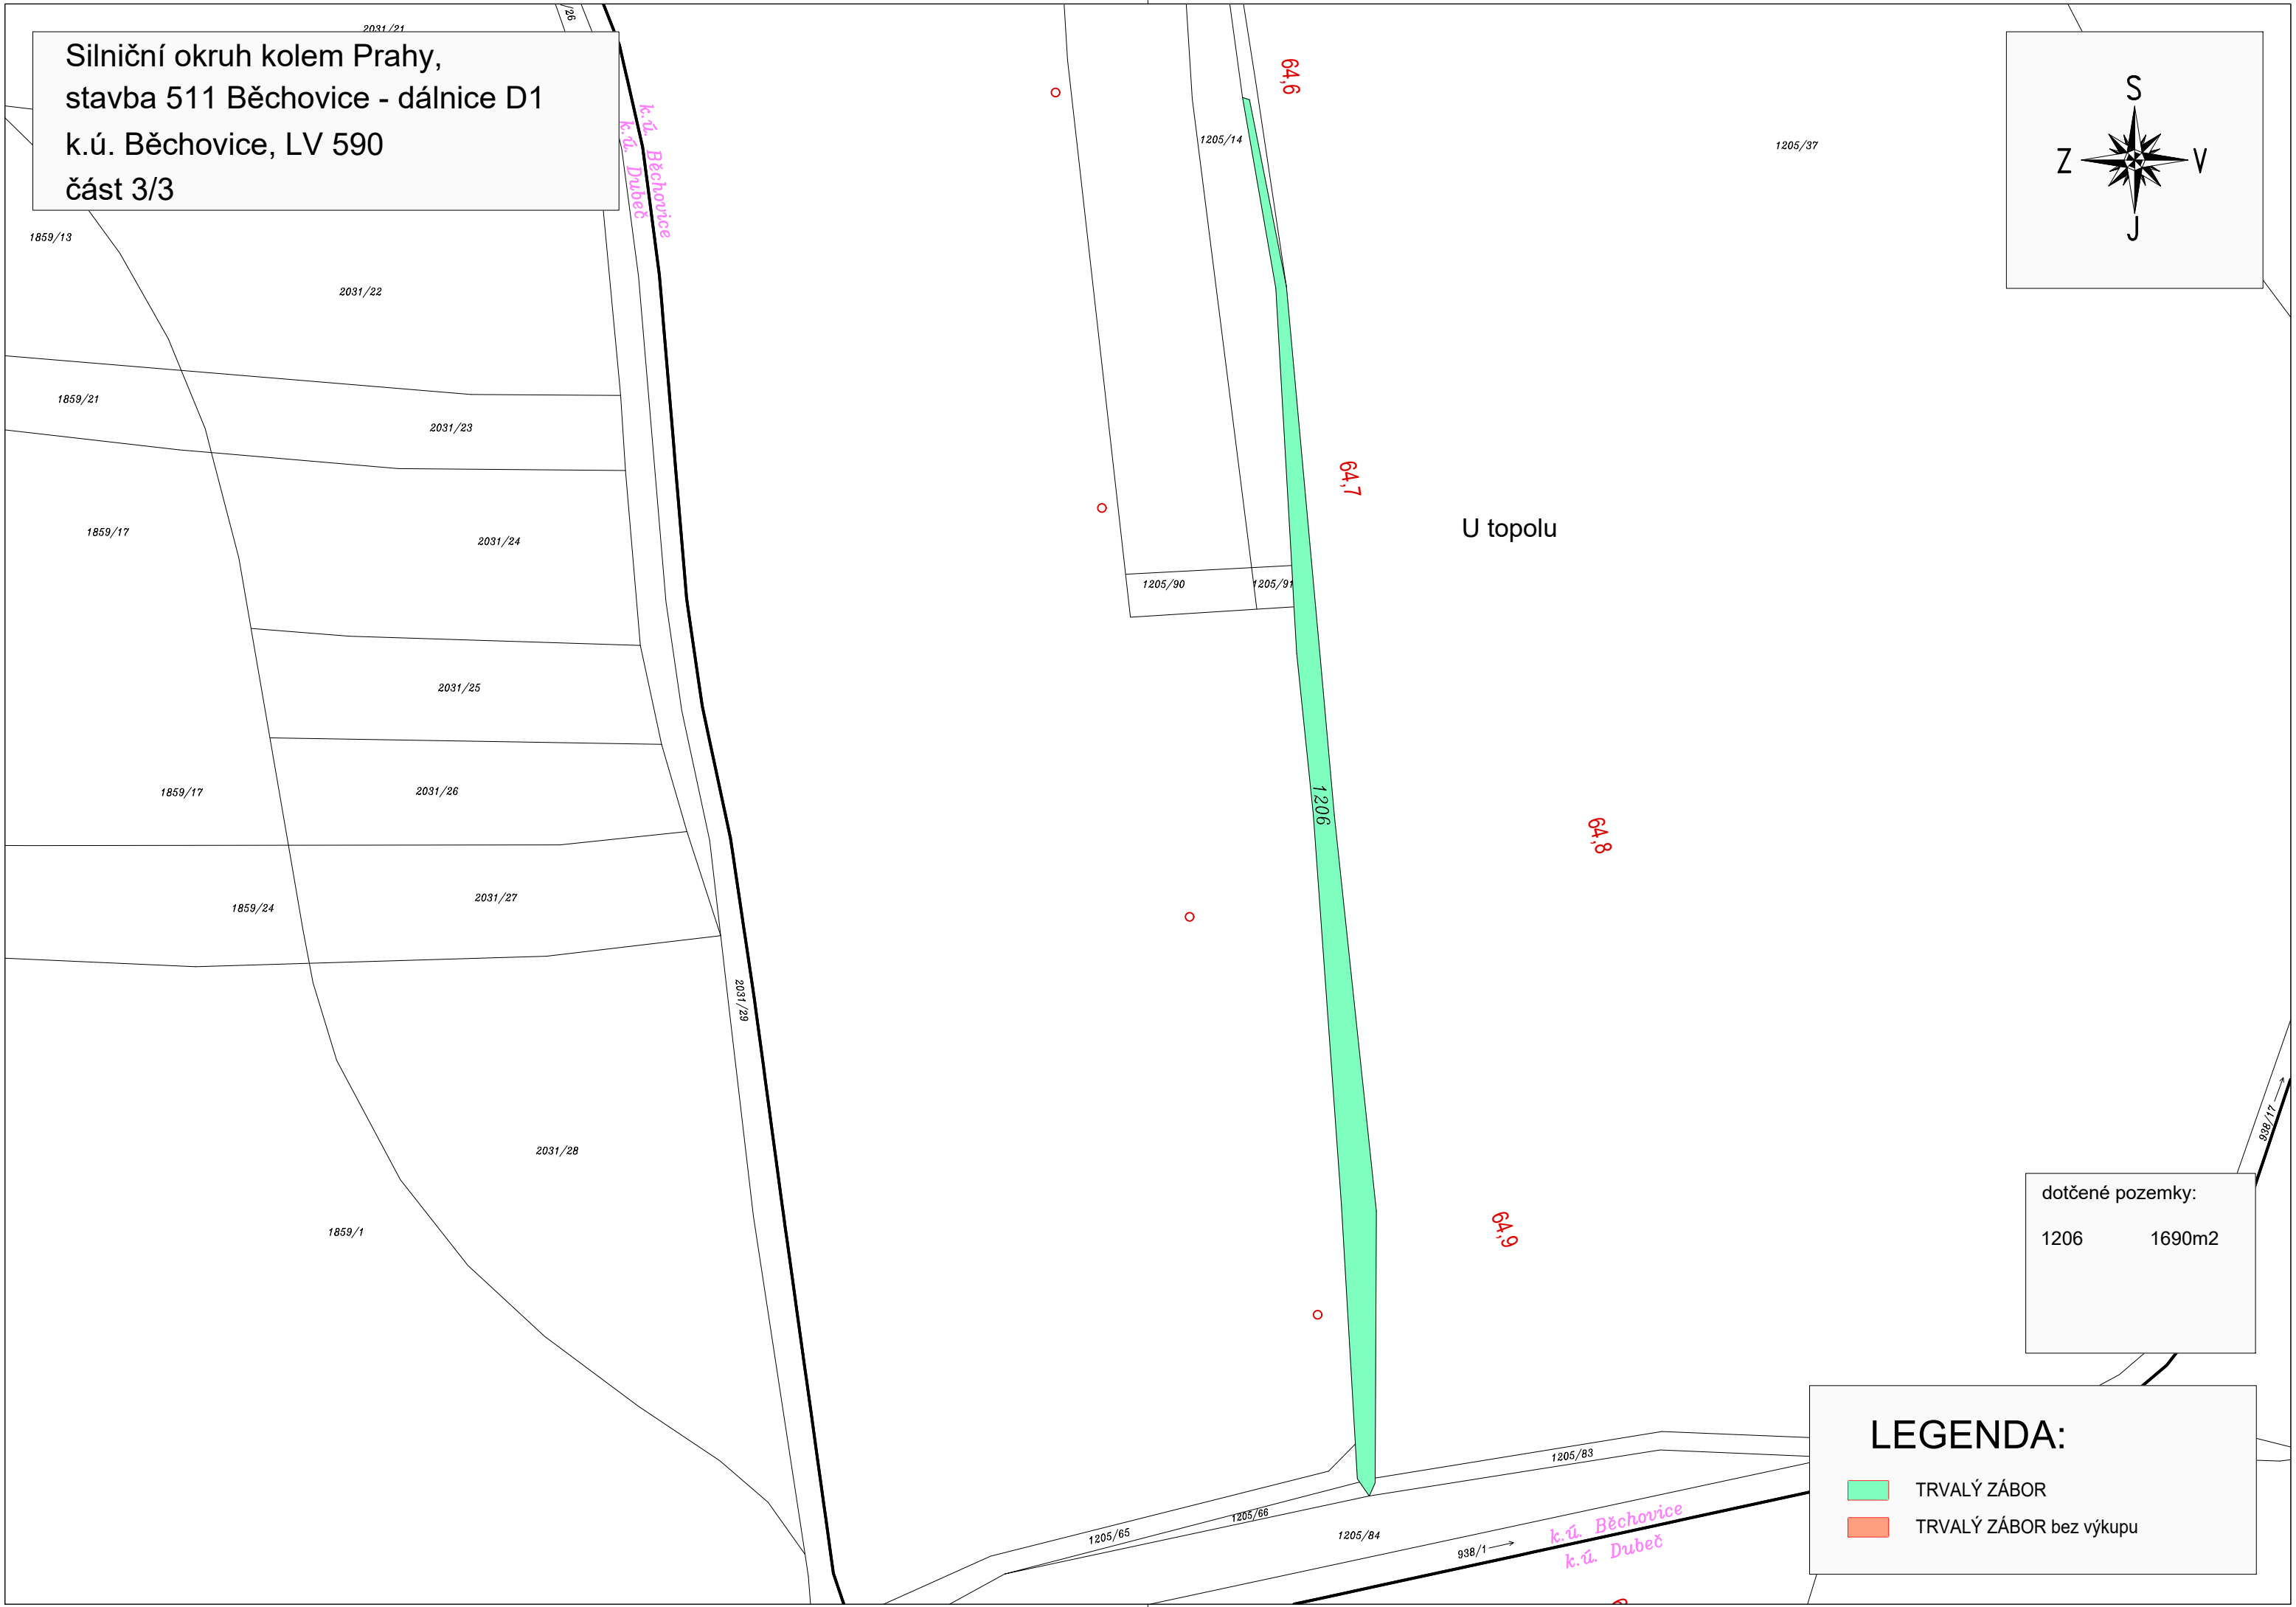 2031/21
/26
Silniční okruh kolem Prahy,
stavba 511 Běchovice - dálnice D1
k.ú. Běchovice, LV 590
část 3/3
k.ú. Běchovice
k.ú. Dubeč
64,6
1205/14
1205/37
S
Z
V
J
1859/13
2031/22
1859/21
2031/23
64,7
1859/17
2031/24
U topolu
1205/90
1205/91
2031/25
1859/17
2031/26
1206
64,8
1859/24
2031/27
2031/29
2031/28
1859/1
64,9
938/17
dotčené pozemky:
1206 1690m2
LEGENDA:
TRVALÝ ZÁBOR
TRVALÝ ZÁBOR bez výkupu
1205/83
1205/66
1205/65
1205/84
938/1
k.ú. Běchovice
k.ú. Dubeč